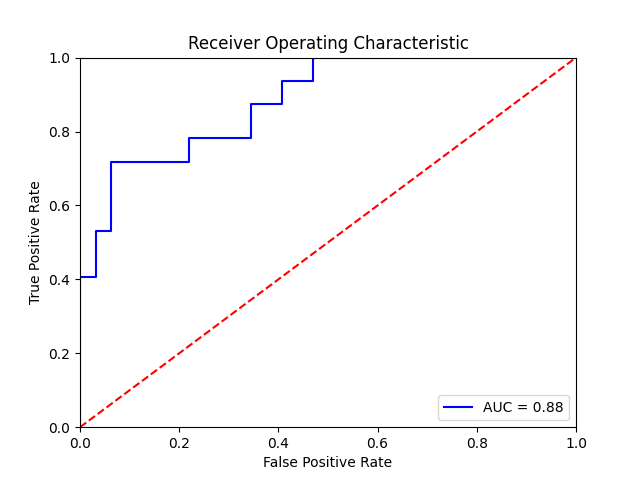 Receiver Operating Characteristic
1.0
0.8
0.6
0.4
0.2
0.0
True Positive Rate
AUC = 0.88
0.0 0.2 0.4 0.6 0.8 1.0
False Positive Rate